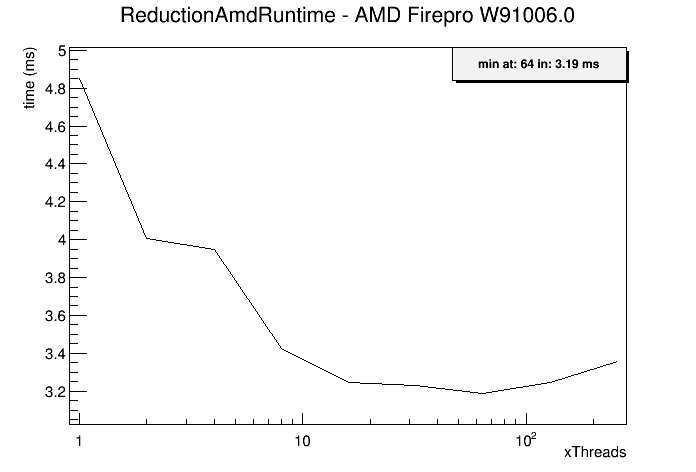 ReductionAmdRuntime - AMD Firepro W91006.0
time (ms)
min at: 64 in: 3.19 ms
5
4.8
4.6
4.4
4.2
4
3.8
3.6
3.4
3.2
1 10 10²
xThreads